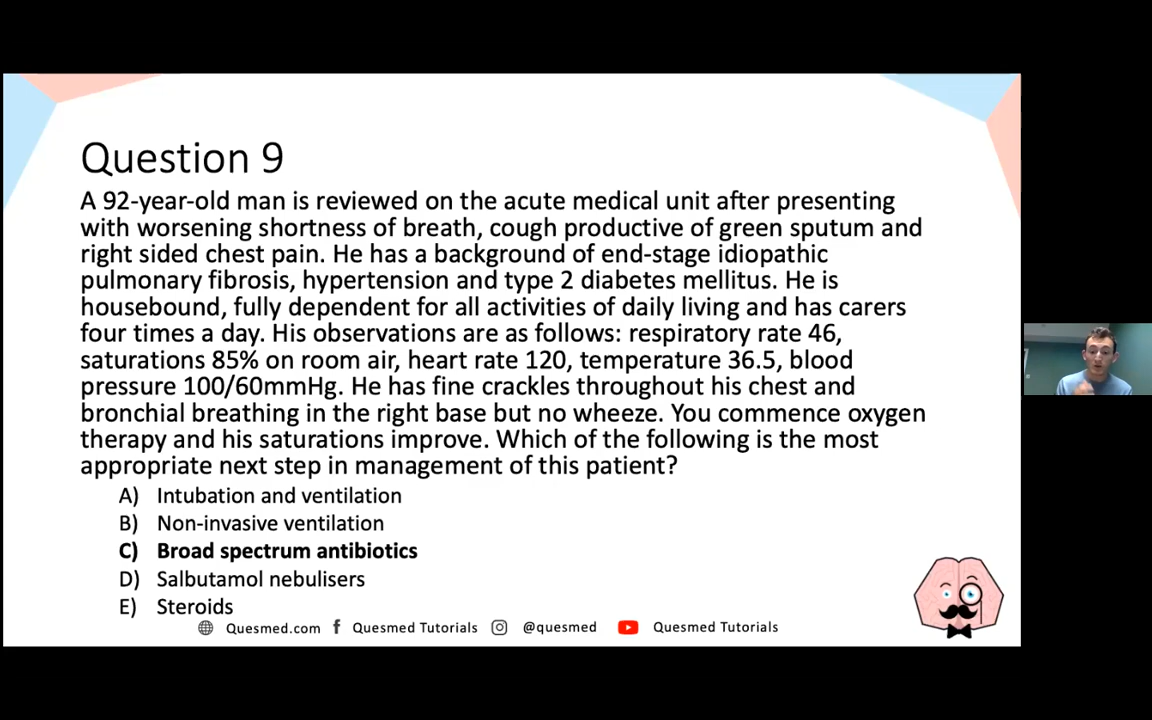 Question 9
A 92-year-old man is reviewed on the acute medical unit after presenting
with worsening shortness of breath, cough productive of green sputum and
right sided chest pain. He has a background of end-stage idiopathic
pulmonary fibrosis, hypertension and type 2 diabetes mellitus. He is
housebound, fully dependent for all activities of daily living and has carers
four times a day. His observations are as follows: respiratory rate 46,
saturations 85% on room air, heart rate 120, temperature 36.5, blood
pressure 100/60mmHg. He has fine crackles throughout his chest and
bronchial breathing in the right base but no wheeze. You commence oxygen
therapy and his saturations improve. Which of the following is the most
appropriate next step in management of this patient?
A) Intubation and ventilation
B) Non-invasive ventilation
C) Broad spectrum antibiotics
D) Salbutamol nebulisers
E) Steroids
Quesmed.com f Quesmed Tutorials @quesmed Quesmed Tutorials